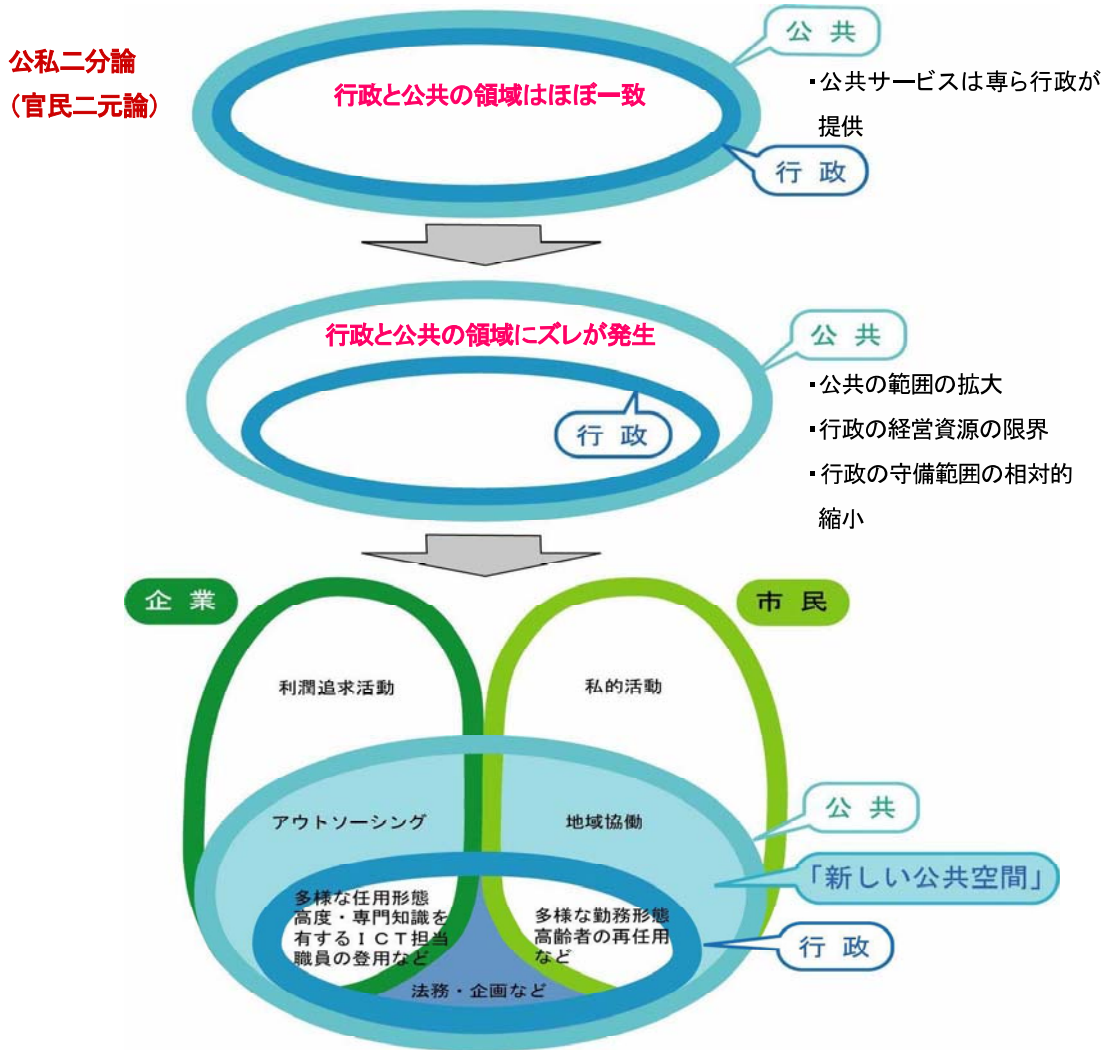 公私二分論
（官民二元論）
行政と公共の領域はほぼ一致
公 共
・公共サービスは専ら行政が
提供
行 政
行政と公共の領域にズレが発生
公 共
・公共の範囲の拡大
・行政の経営資源の限界
・行政の守備範囲の相対的
縮小
行 政
企 業
市 民
利潤追求活動
私的活動
アウトソーシング
地域協働
公 共
「新しい公共空間」
多様な任用形態
高度・専門知識を
有するＩＣＴ担当
職員の登用など
多様な勤務形態
高齢者の再任用
など
行 政
法務・企画など